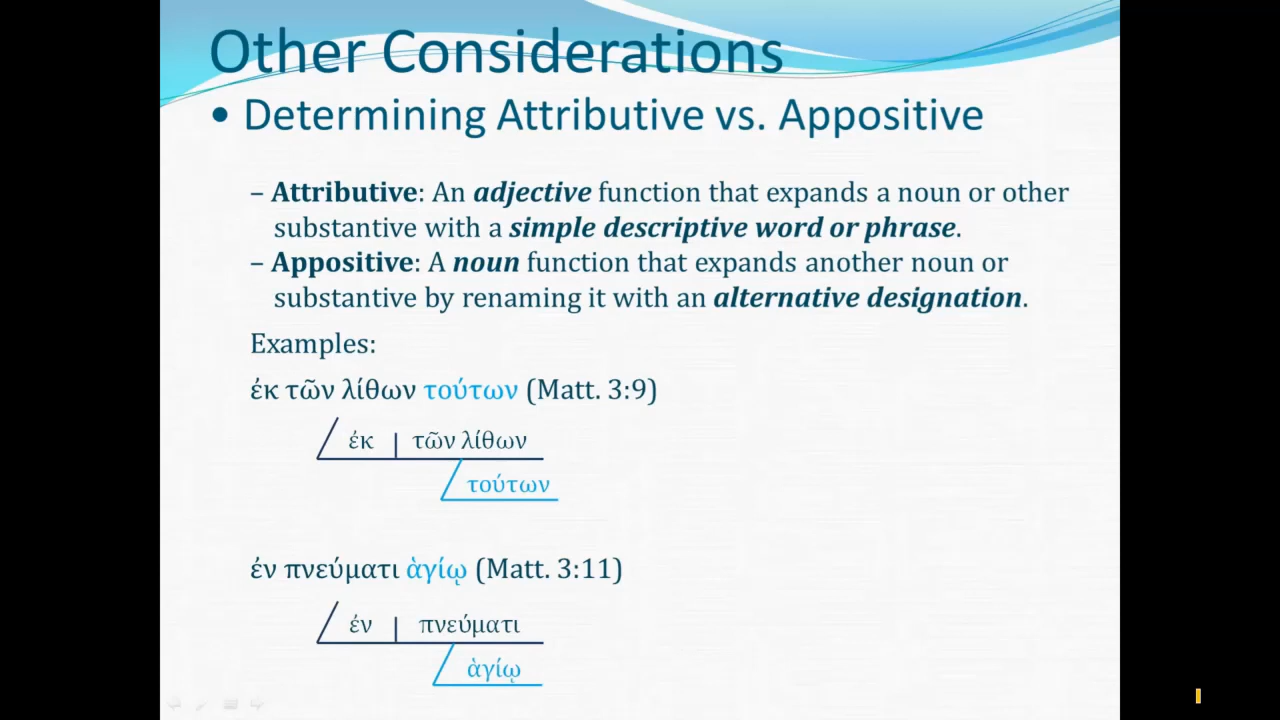 Other Considerations
• Determining Attributive vs. Appositive
– Attributive: An adjective function that expands a noun or other
substantive with a simple descriptive word or phrase.
– Appositive: A noun function that expands another noun or
substantive by renaming it with an alternative designation.
Examples:
ἐκ τῶν λίθων τούτων (Matt. 3:9)
ἐκ τῶν λίθων
τούτων
ἐν πνεύματι ἁγίῳ (Matt. 3:11)
ἐν πνεύματι
ἁγίῳ